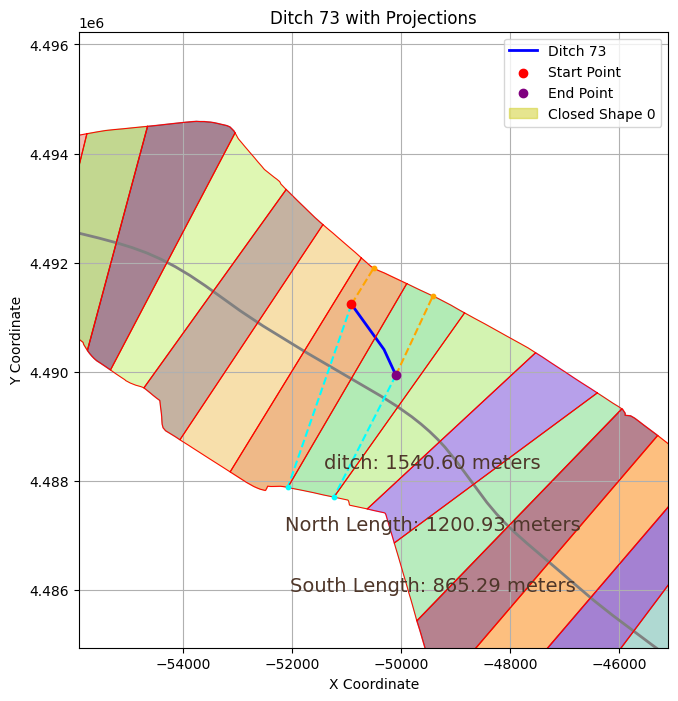 Ditch 73 with Projections
1e6
Ditch 73
Start Point
End Point
Closed Shape 0
4.496
4.494
4.492
4.490
4.488
4.486
Y Coordinate
ditch: 1540.60 meters
North Length: 1200.93 meters
South Length: 865.29 meters
−54000
−52000
−50000
−48000
−46000
X Coordinate